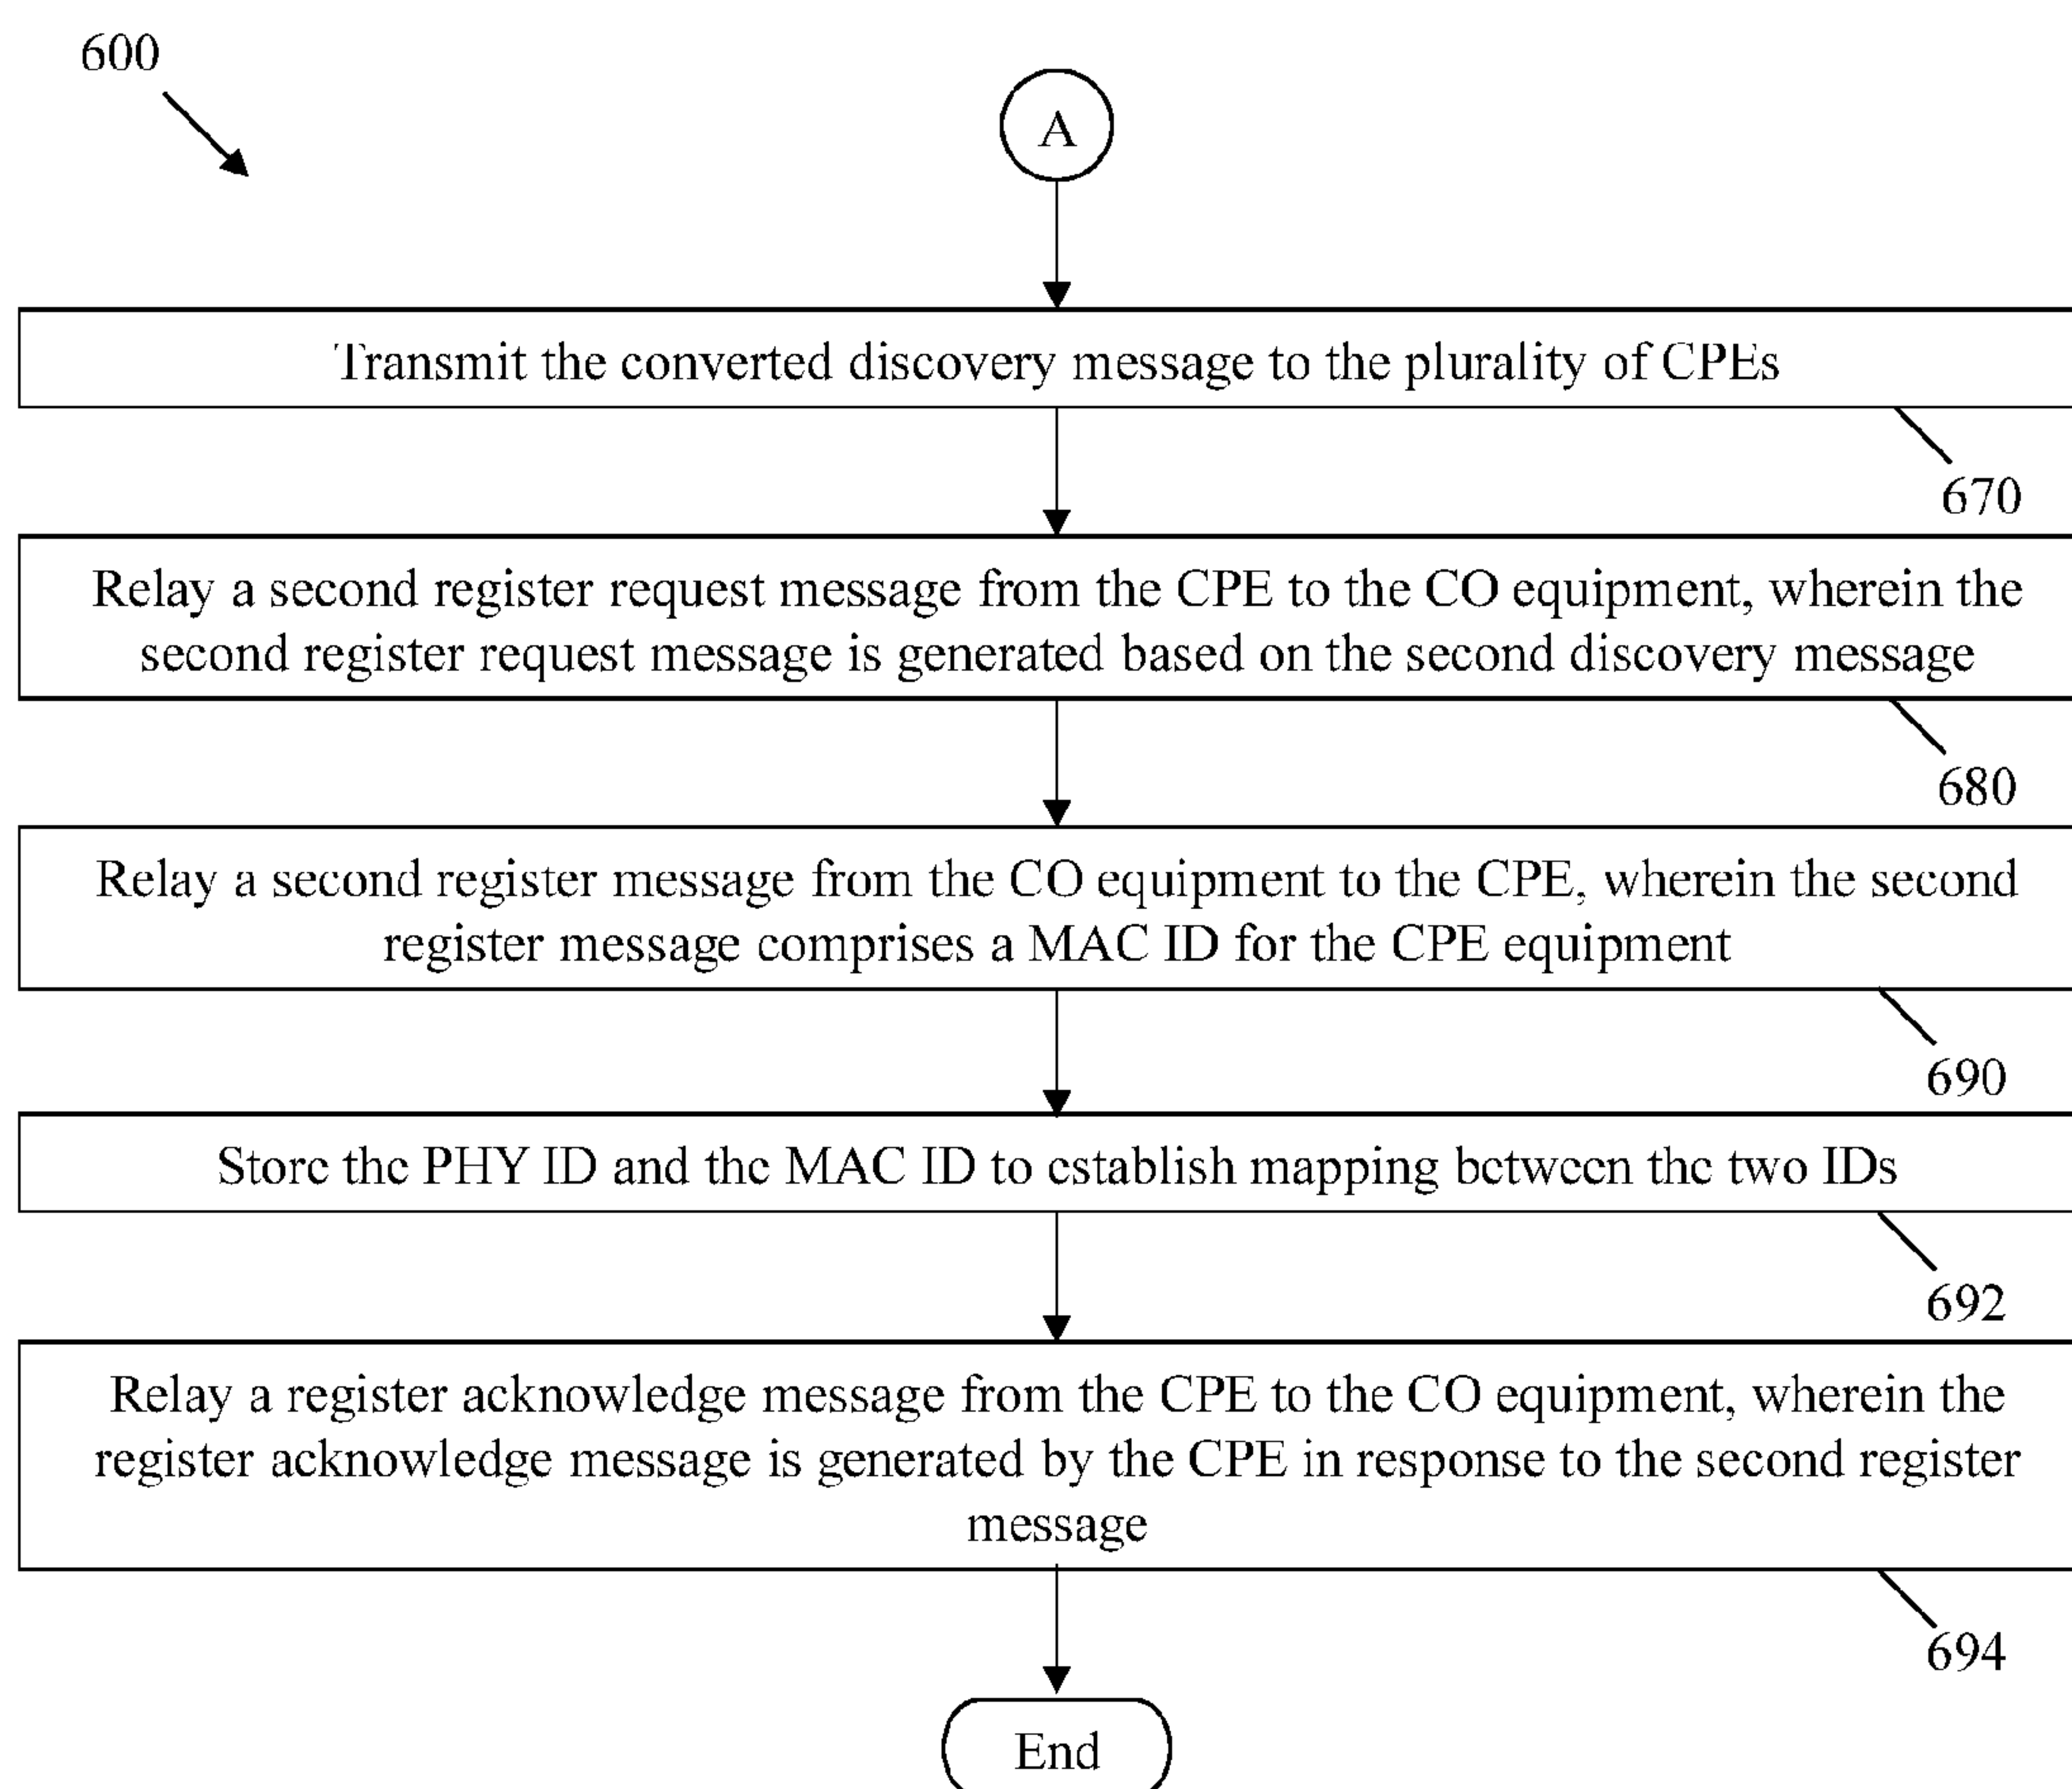 600
A
Transmit the converted discovery message to the plurality of CPEs
670
Relay a second register request message from the CPE to the CO equipment, wherein the
second register request message is generated based on the second discovery message
680
Relay a second register message from the CO equipment to the CPE, wherein the second
register message comprises a MAC ID for the CPE equipment
690
Store the PHY ID and the MAC ID to establish mapping between the two IDs
692
Relay a register acknowledge message from the CPE to the CO equipment, wherein the
register acknowledge message is generated by the CPE in response to the second register
message
694
End